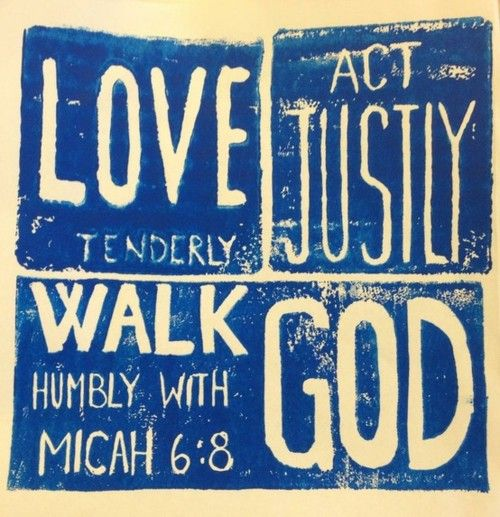 LOVE
TENDERLY
ACT
JUSTLY
WALK
HUMBLY WITH
GOD
MICAH 6:8